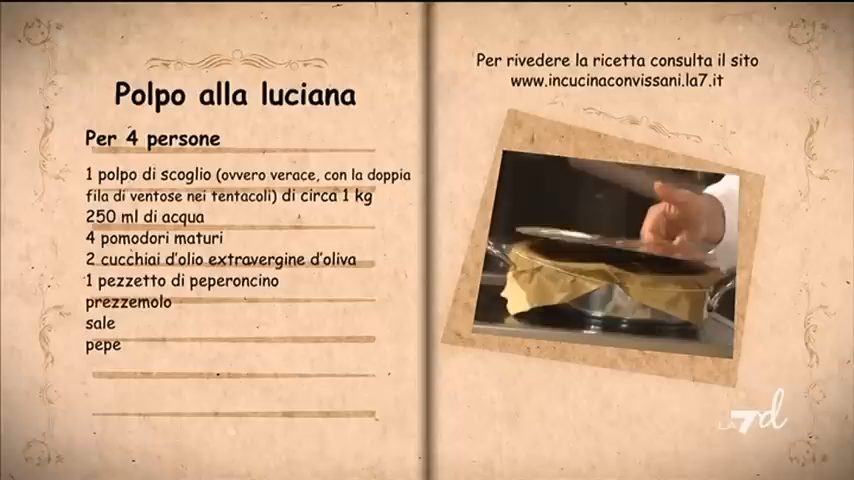 Polpo alla luciana
Per 4 persone
1 polpo di scoglio (ovvero verace, con la doppia
fila di ventose nei tentacoli) di circa 1 kg
250 ml di acqua
4 pomodori maturi
2 cucchiai d'olio extravergine d'oliva
1 pezzetto di peperoncino
prezzemolo
sale
pepe
Per rivedere la ricetta consulta il sito
www.incucinaconvissani.la7.it
LA7d